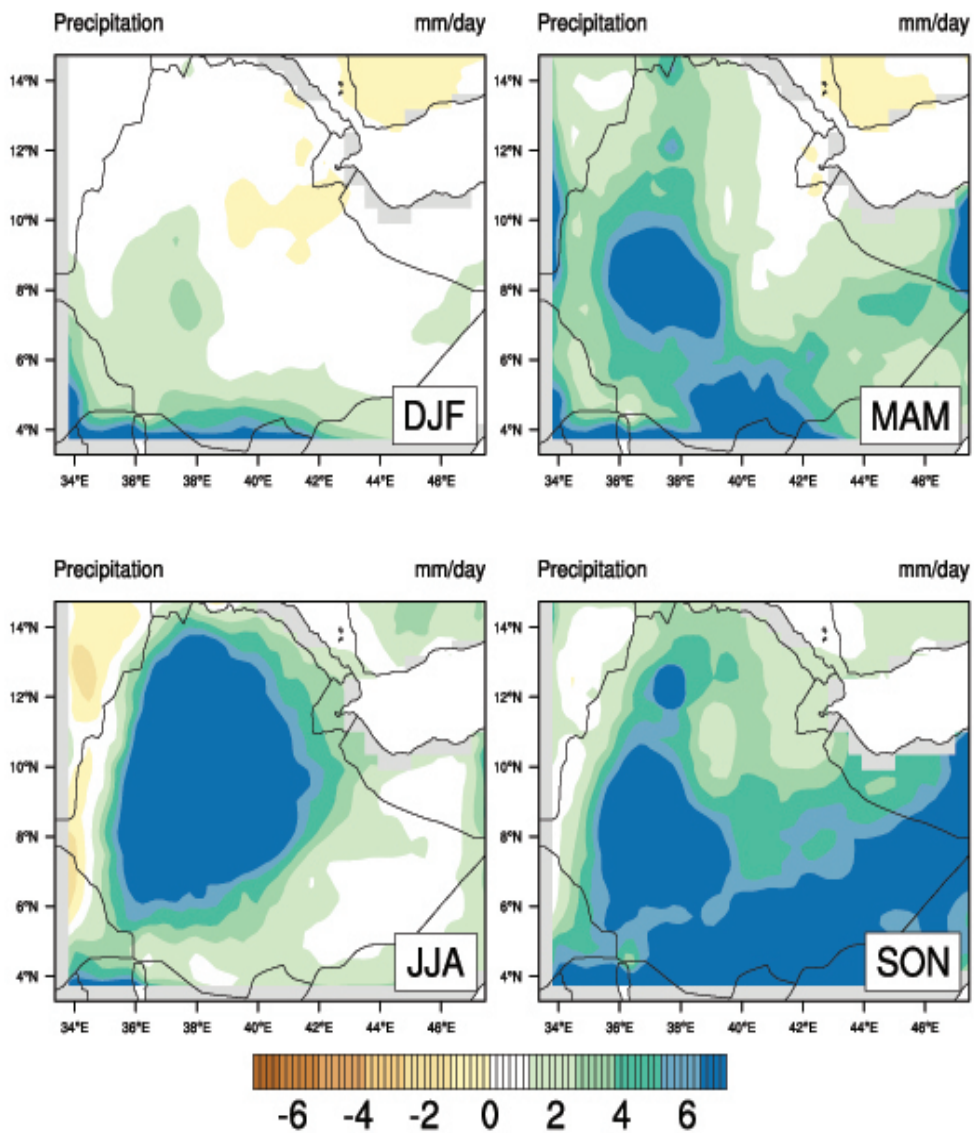 Precipitation mm/day Precipitation mm/day
14°N 14°N
12°N 12°N
10°N 10°N
8°N 8°N
6°N 6°N
4°N 4°N
DJF MAM
34°E 36°E 38°E 40°E 42°E 44°E 46°E 34°E 36°E 38°E 40°E 42°E 44°E 46°E
Precipitation mm/day Precipitation mm/day
14°N 14°N
12°N 12°N
10°N 10°N
8°N 8°N
6°N 6°N
4°N 4°N
JJA SON
34°E 36°E 38°E 40°E 42°E 44°E 46°E 34°E 36°E 38°E 40°E 42°E 44°E 46°E
-6 -4 -2 0 2 4 6